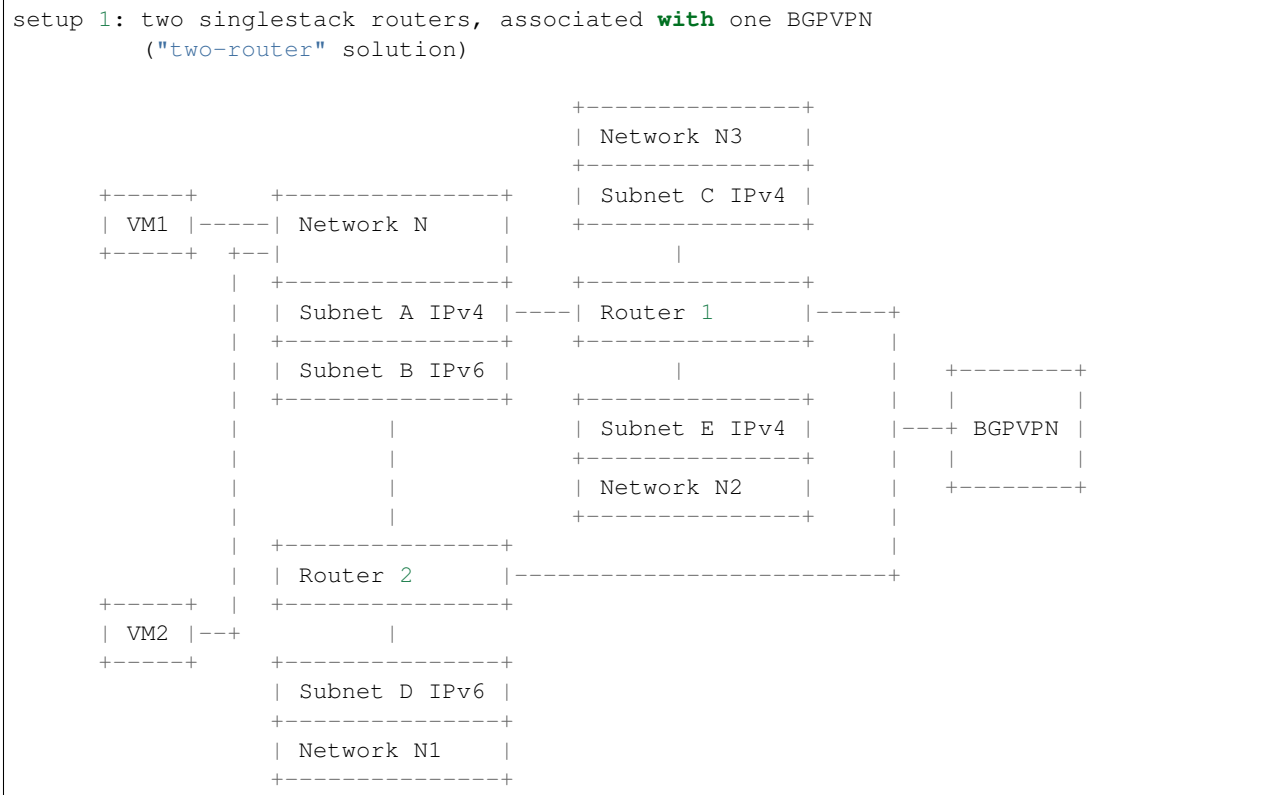 setup 1: two singlestack routers, associated with one BGPVPN
("two-router" solution)
Network N3
Subnet C IPv4
VM1
Network N
Subnet A IPv4
Router 1
Subnet B IPv6
Subnet E IPv4
BGPVPN
Network N2
Router 2
VM2
Subnet D IPv6
Network N1